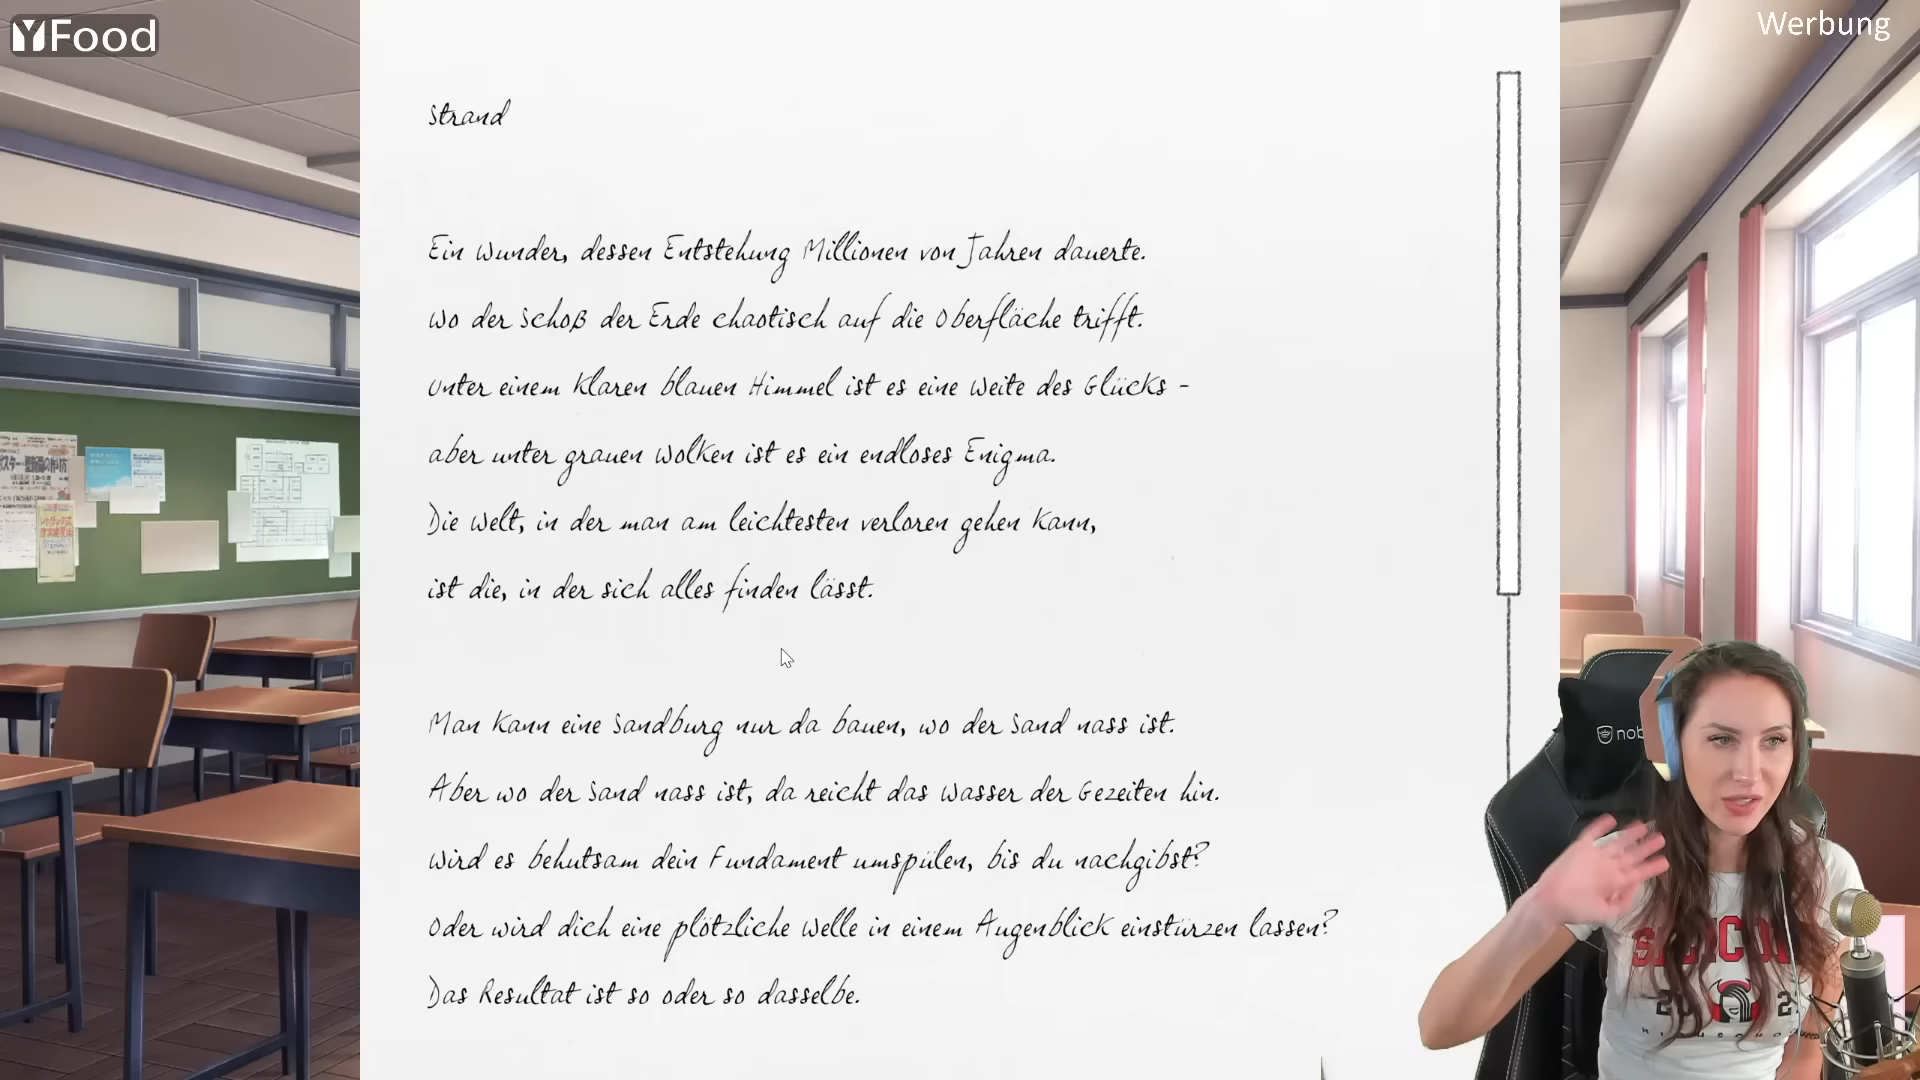 YFood
Werbung
Strand
Ein Wunder, dessen Entstehung Millionen von Jahren dauerte.
Wo der Schoß der Erde chaotisch auf die Oberfläche trifft.
Unter einem klaren blauen Himmel ist es eine Weite des Glücks -
aber unter grauen Wolken ist es ein endloses Enigma.
Die Welt, in der man am leichtesten verloren gehen kann,
ist die, in der sich alles finden lässt.
Man kann eine Sandburg nur da bauen, wo der Sand nass ist.
Aber wo der Sand nass ist, da reicht das Wasser der Gezeiten hin.
Wird es behutsam dein Fundament umspülen, bis du nachgibst?
Oder wird dich eine plötzliche Welle in einem Augenblick einstürzen lassen?
Das Resultat ist so oder so dasselbe.